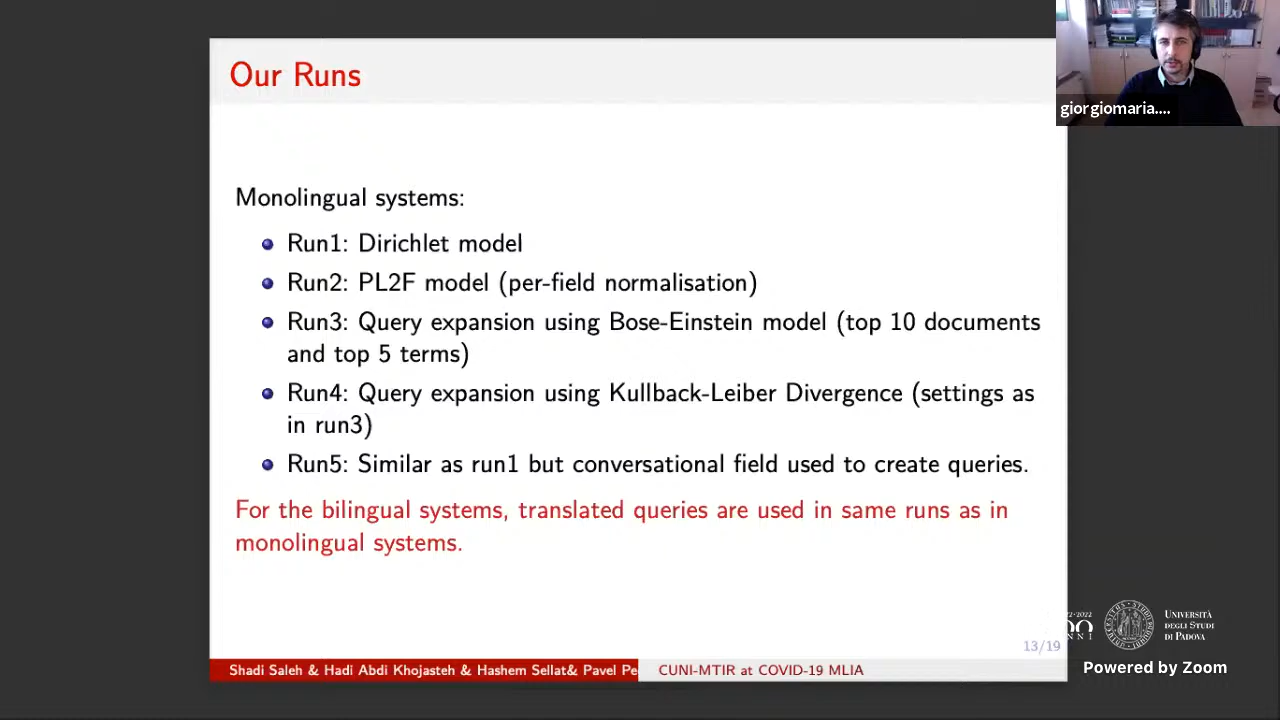 Our Runs
giorgiomaria....
Monolingual systems:
Run1: Dirichlet model
Run2: PL2F model (per-field normalisation)
Run3: Query expansion using Bose-Einstein model (top 10 documents
and top 5 terms)
Run4: Query expansion using Kullback-Leiber Divergence (settings as
in run3)
Run5: Similar as run1 but conversational field used to create queries.
For the bilingual systems, translated queries are used in same runs as in
monolingual systems.
UNIVERSITÀ
DEGLI STUDI
DI PADOVA
13/19
Shadi Saleh & Hadi Abdi Khojasteh & Hashem Sellat& Pavel Pe
CUNI-MTIR at COVID-19 MLIA
Powered by Zoom